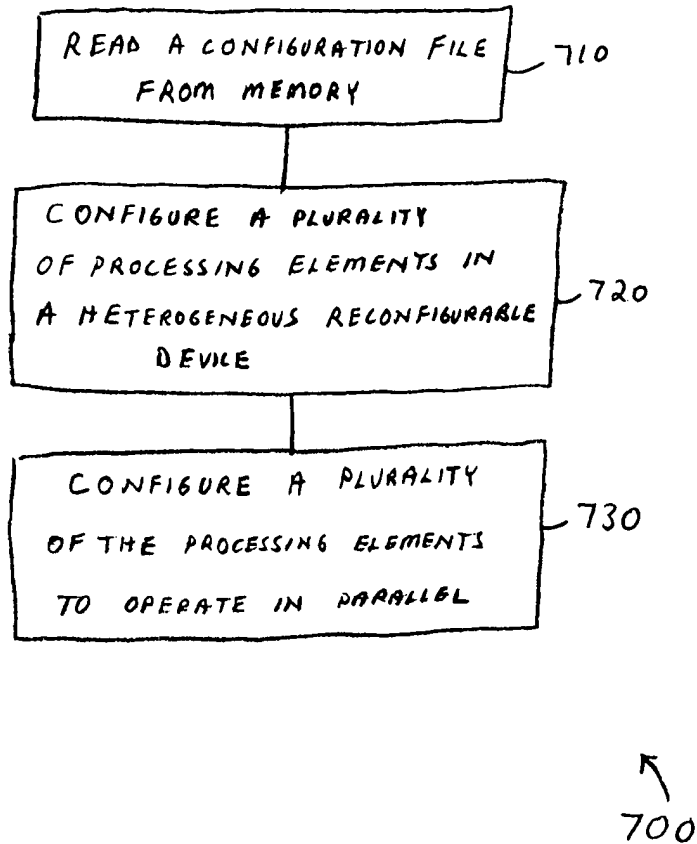 READ A CONFIGURATION FILE
FROM MEMORY
710
CONFIGURE A PLURALITY
OF PROCESSING ELEMENTS IN
A HETEROGENEOUS RECONFIGURABLE
DEVICE
720
CONFIGURE A PLURALITY
OF THE PROCESSING ELEMENTS
TO OPERATE IN PARALLEL
730
700